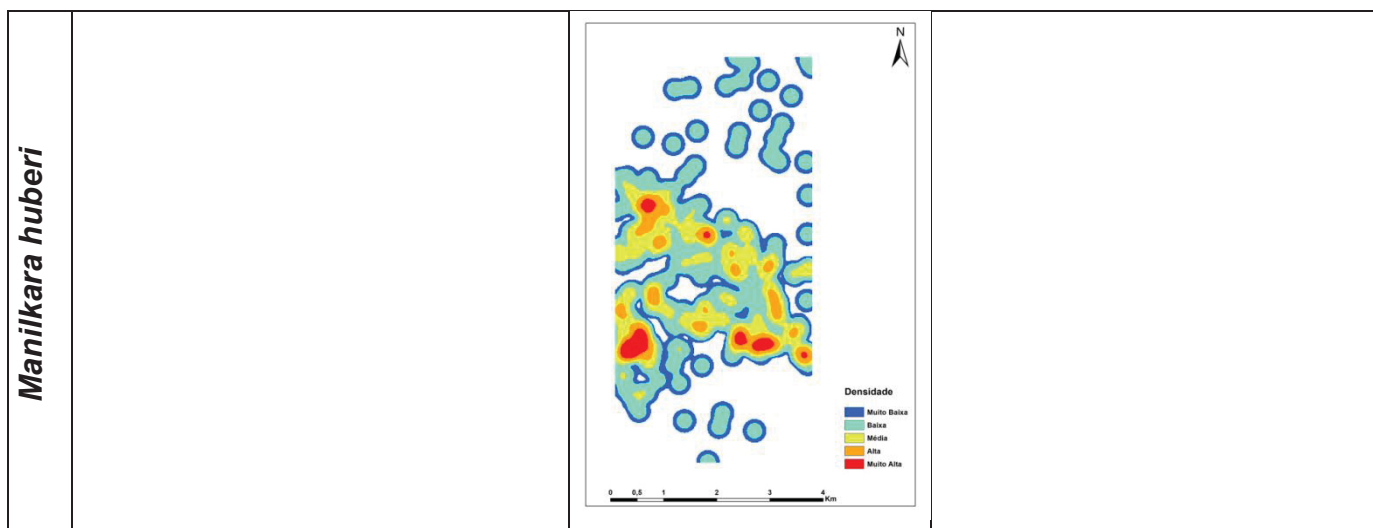 Manilkara huberi
N
Densidade
Muito Baixa
Baixa
Média
Alta
Muito Alta
0 0,5 1 2 3 4
Km